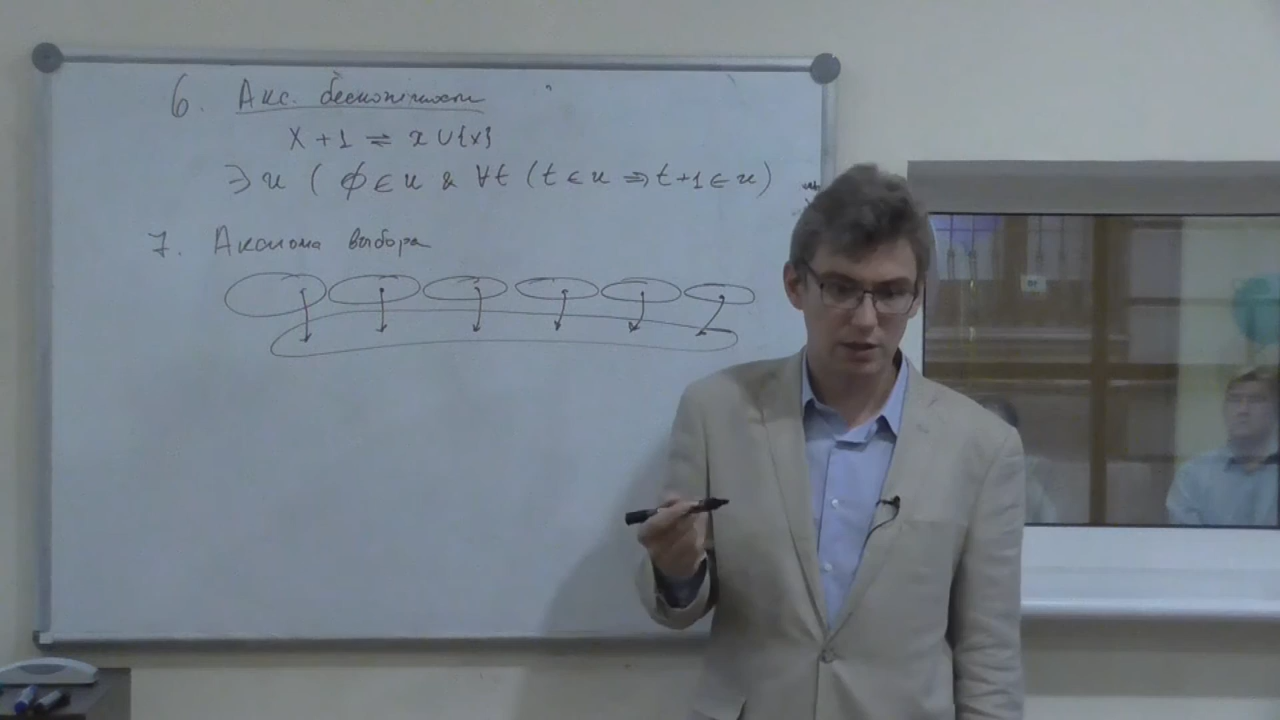 6. Акс. бесконечности
X + 1 ⇌ x ∪ {x}
∃ u ( ∅ ∈ u & ∀t ( t ∈ u ⇒ t+1 ∈ u )
7. Аксиома выбора